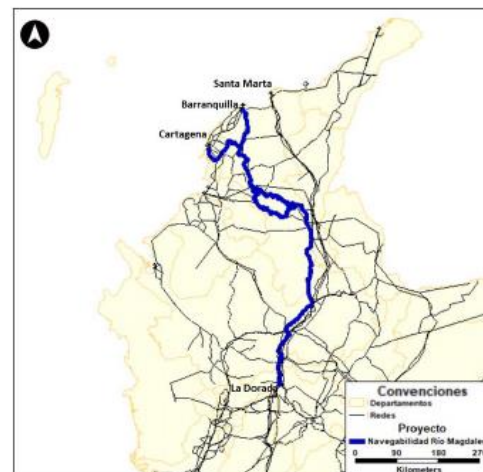 Santa Marta
Barranquilla
Cartagena
La Dorada
Convenciones
Departamentos
Redes
Proyecto
Navegabilidad Río Magdale
0 90 180 270
Kilometers